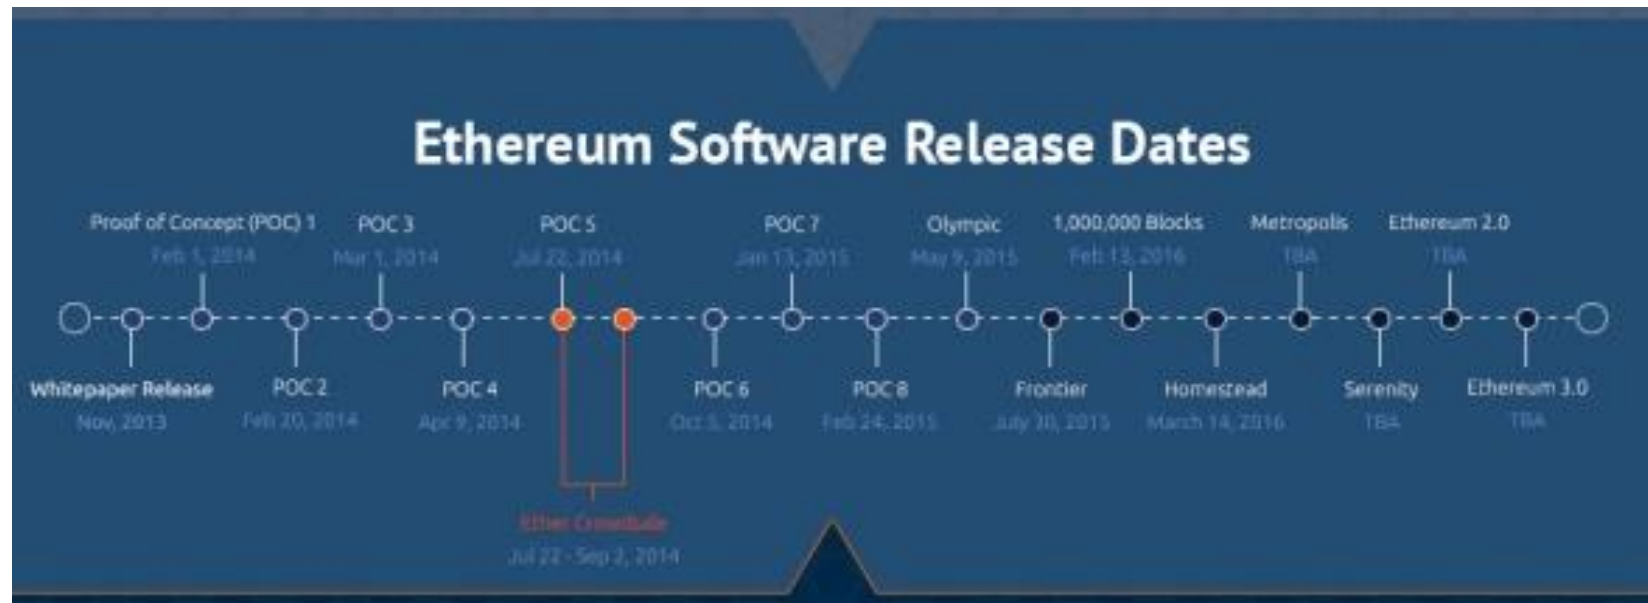 Ethereum Software Release Dates
Proof of Concept (POC) 1
Feb 1, 2014
POC 3
Mar 1, 2014
POC 5
Jul 22, 2014
POC 7
Jan 13, 2015
Olympic
May 9, 2015
1,000,000 Blocks
Feb 13, 2016
Metropolis
TBA
Ethereum 2.0
TBA
Whitepaper Release
Nov, 2013
POC 2
Feb 20, 2014
POC 4
Apr 9, 2014
POC 6
Oct 5, 2014
POC 8
Feb 24, 2015
Frontier
July 30, 2015
Homestead
March 14, 2016
Serenity
TBA
Ethereum 3.0
TBA
Ether Crowdsale
Jul 22 - Sep 2, 2014